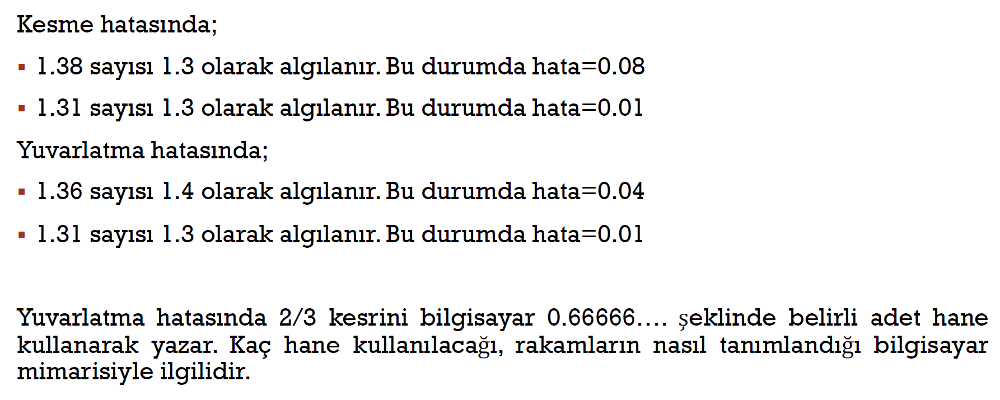 Kesme hatasında;
▪ 1.38 sayısı 1.3 olarak algılanır. Bu durumda hata=0.08
▪ 1.31 sayısı 1.3 olarak algılanır. Bu durumda hata=0.01
Yuvarlatma hatasında;
▪ 1.36 sayısı 1.4 olarak algılanır. Bu durumda hata=0.04
▪ 1.31 sayısı 1.3 olarak algılanır. Bu durumda hata=0.01
Yuvarlatma hatasında 2/3 kesrini bilgisayar 0.66666…. şeklinde belirli adet hane
kullanarak yazar. Kaç hane kullanılacağı, rakamların nasıl tanımlandığı bilgisayar
mimarisiyle ilgilidir.